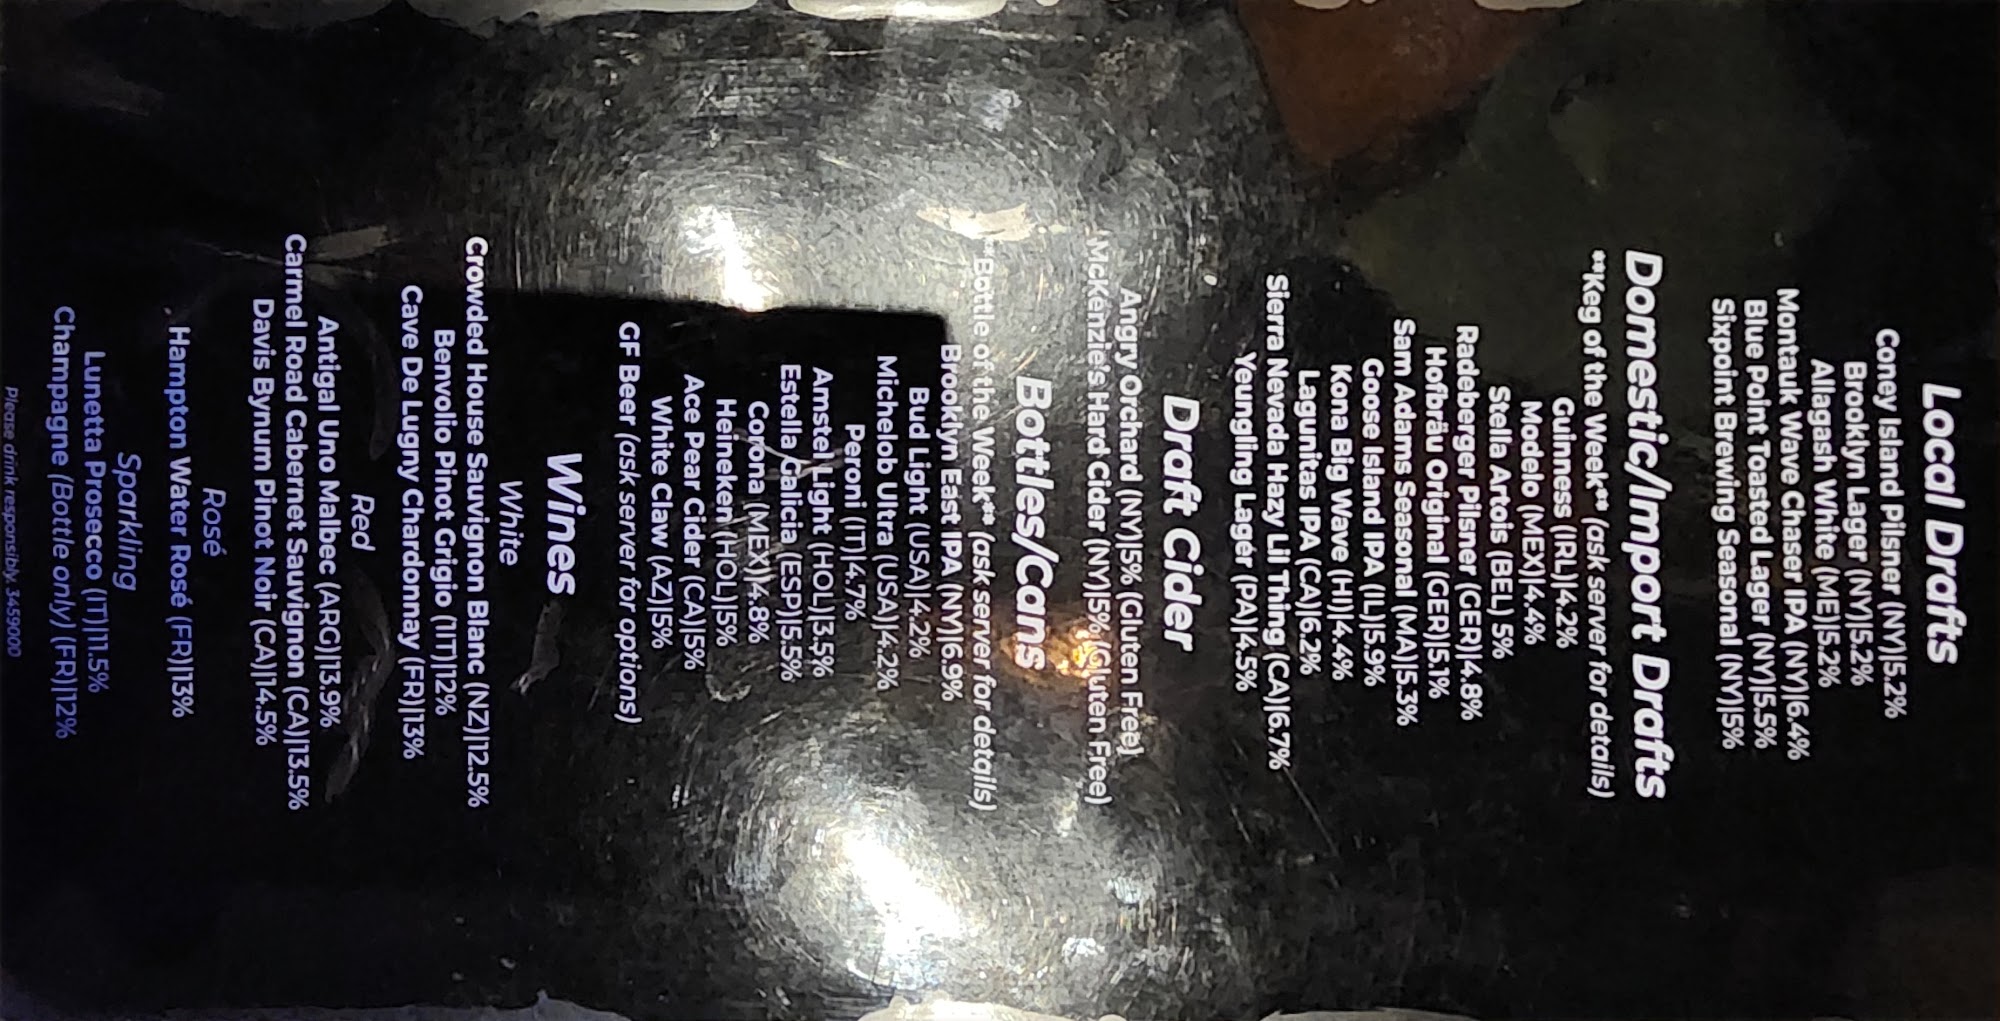 Local Drafts
Coney Island Pilsner (NY)|5.2%
Brooklyn Lager (NY)|5.2%
Allagash White (ME)|5.2%
Montauk Wave Chaser IPA (NY)|6.4%
Blue Point Toasted Lager (NY)|5.5%
Sixpoint Brewing Seasonal (NY)|5%
Domestic/Import Drafts
**Keg of the Week** (ask server for details)
Guinness (IRL)|4.2%
Modelo (MEX)|4.4%
Stella Artois (BEL) 5%
Radeberger Pilsner (GER)|4.8%
Hofbräu Original (GER)|5.1%
Sam Adams Seasonal (MA)|5.3%
Goose Island IPA (IL)|5.9%
Kona Big Wave (HI)|4.4%
Lagunitas IPA (CA)|6.2%
Sierra Nevada Hazy Lil Thing (CA)|6.7%
Yeungling Lager (PA)|4.5%
Draft Cider
Angry Orchard (NY)|5% (Gluten Free)
McKenzie's Hard Cider (NY)|5% (Gluten Free)
Bottles/Cans
**Bottle of the Week** (ask server for details)
Brooklyn East IPA (NY)|6.9%
Bud Light (USA)|4.2%
Michelob Ultra (USA)|4.2%
Peroni (IT)|4.7%
Amstel Light (HOL)|3.5%
Estella Galicia (ESP)|5.5%
Corona (MEX)|4.8%
Heineken (HOL)|5%
Ace Pear Cider (CA)|5%
White Claw (AZ)|5%
GF Beer (ask server for options)
Wines
White
Crowded House Sauvignon Blanc (NZ)|12.5%
Benvolio Pinot Grigio (1IT)|12%
Cave De Lugny Chardonnay (FR)|13%
Red
Antigal Uno Malbec (ARG)|13.9%
Carmel Road Cabernet Sauvignon (CA)|13.5%
Davis Bynum Pinot Noir (CA)|14.5%
Rosé
Hampton Water Rosé (FR)|13%
Sparkling
Lunetta Prosecco (IT)|11.5%
Champagne (Bottle only) (FR)|12%
Please drink responsibly. 3459000